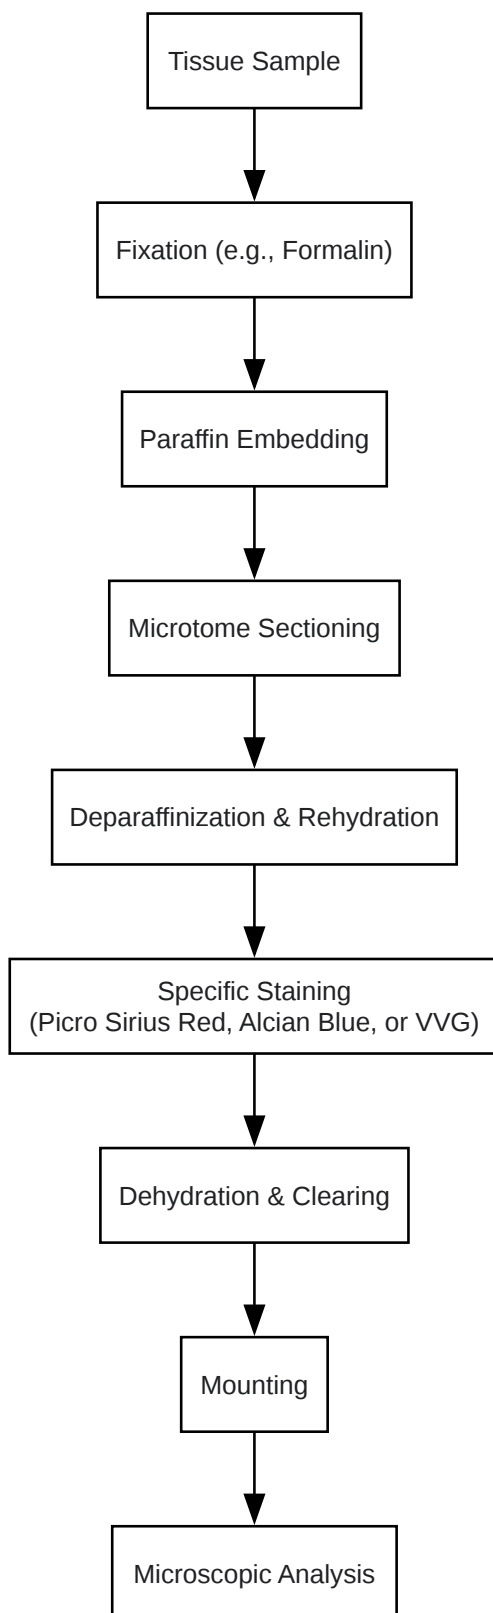 Tissue Sample
Fixation (e.g., Formalin)
Paraffin Embedding
Microtome Sectioning
Deparaffinization & Rehydration
Specific Staining
(Picro Sirius Red, Alcian Blue, or VVG)
Dehydration & Clearing
Mounting
Microscopic Analysis